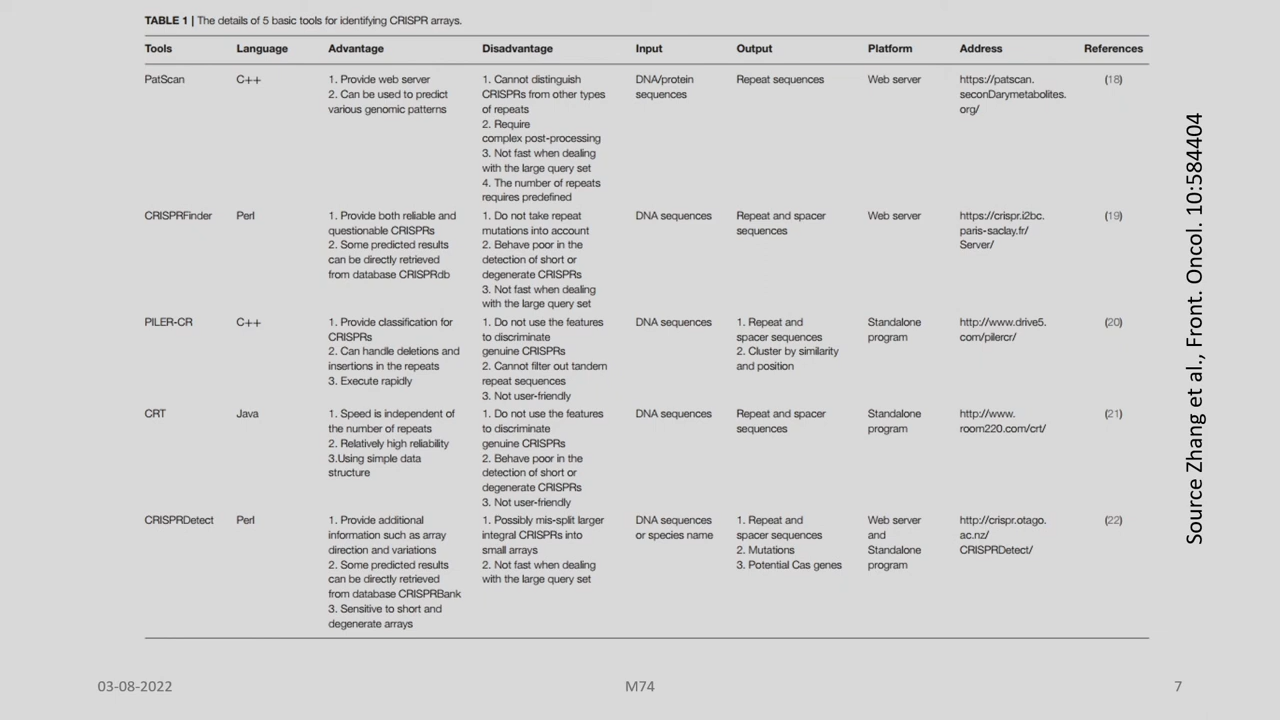 TABLE 1 | The details of 5 basic tools for identifying CRISPR arrays.
Tools Language Advantage Disadvantage Input Output Platform Address References
PatScan C++ 1. Provide web server 1. Cannot distinguish DNA/protein Repeat sequences Web server https://patscan. (18)
2. Can be used to predict CRISPRs from other types sequences seconDarymetabolites.
various genomic patterns of repeats org/
2. Require
complex post-processing
3. Not fast when dealing
with the large query set
4. The number of repeats
requires predefined
CRISPRFinder Perl 1. Provide both reliable and 1. Do not take repeat DNA sequences Repeat and spacer Web server https://crispr.i2bc. (19)
questionable CRISPRs mutations into account sequences paris-saclay.fr/
2. Some predicted results 2. Behave poor in the Server/
can be directly retrieved detection of short or
from database CRISPRdb degenerate CRISPRs
3. Not fast when dealing
with the large query set
PILER-CR C++ 1. Provide classification for 1. Do not use the features DNA sequences 1. Repeat and Standalone http://www.drive5. (20)
CRISPRs to discriminate spacer sequences program com/pilercr/
2. Can handle deletions and genuine CRISPRs 2. Cluster by similarity
insertions in the repeats 2. Cannot filter out tandem and position
3. Execute rapidly repeat sequences
3. Not user-friendly
CRT Java 1. Speed is independent of 1. Do not use the features DNA sequences Repeat and spacer Standalone http://www. (21)
the number of repeats to discriminate sequences program room220.com/crt/
2. Relatively high reliability genuine CRISPRs
3.Using simple data 2. Behave poor in the
structure detection of short or
degenerate CRISPRs
3. Not user-friendly
CRISPRDetect Perl 1. Provide additional 1. Possibly mis-split larger DNA sequences 1. Repeat and Web server http://crispr.otago. (22)
information such as array integral CRISPRs into or species name spacer sequences and ac.nz/
direction and variations small arrays 2. Mutations Standalone CRISPRDetect/
2. Some predicted results 2. Not fast when dealing 3. Potential Cas genes program
can be directly retrieved with the large query set
from database CRISPRBank
3. Sensitive to short and
degenerate arrays
Source Zhang et al., Front. Oncol. 10:584404
03-08-2022 M74 7